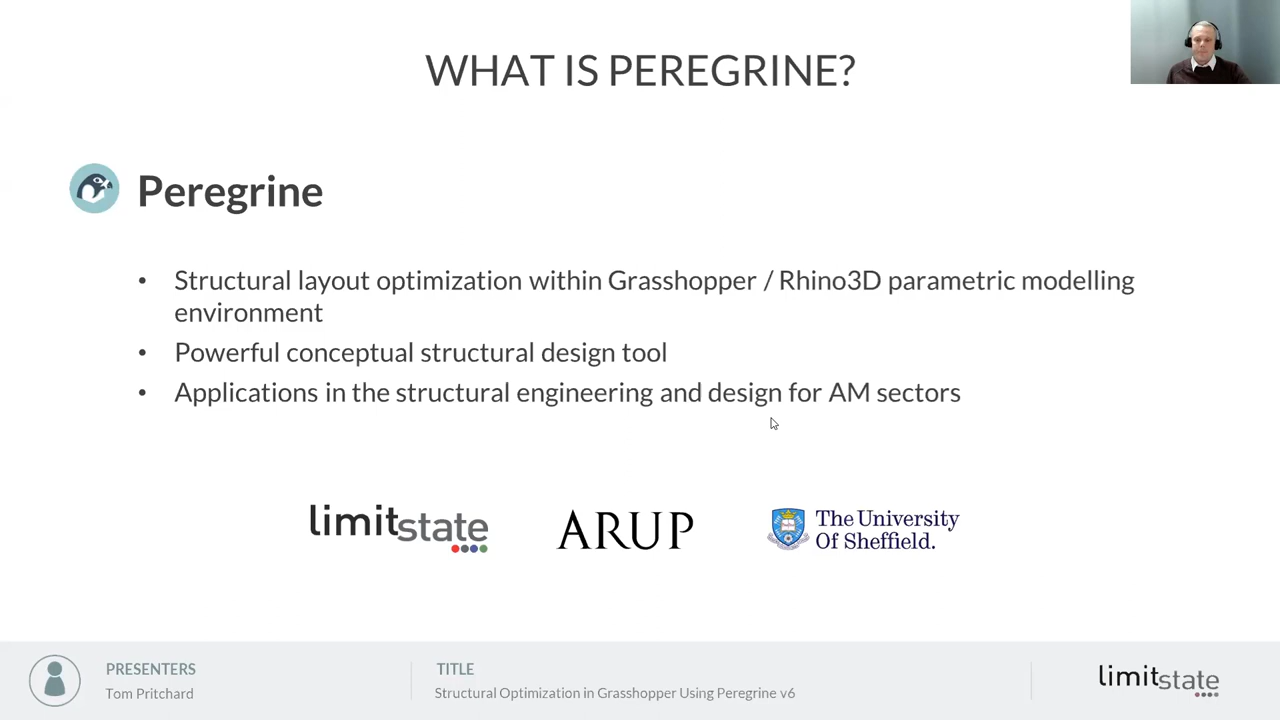 WHAT IS PEREGRINE?
Peregrine
• Structural layout optimization within Grasshopper / Rhino3D parametric modelling
environment
• Powerful conceptual structural design tool
• Applications in the structural engineering and design for AM sectors
limitstate
ARUP
The University
Of Sheffield.
PRESENTERS
Tom Pritchard
TITLE
Structural Optimization in Grasshopper Using Peregrine v6
limitstate